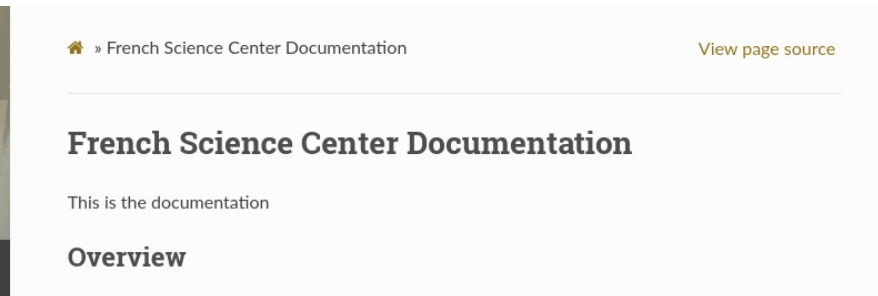 » French Science Center Documentation
View page source
French Science Center Documentation
This is the documentation
Overview